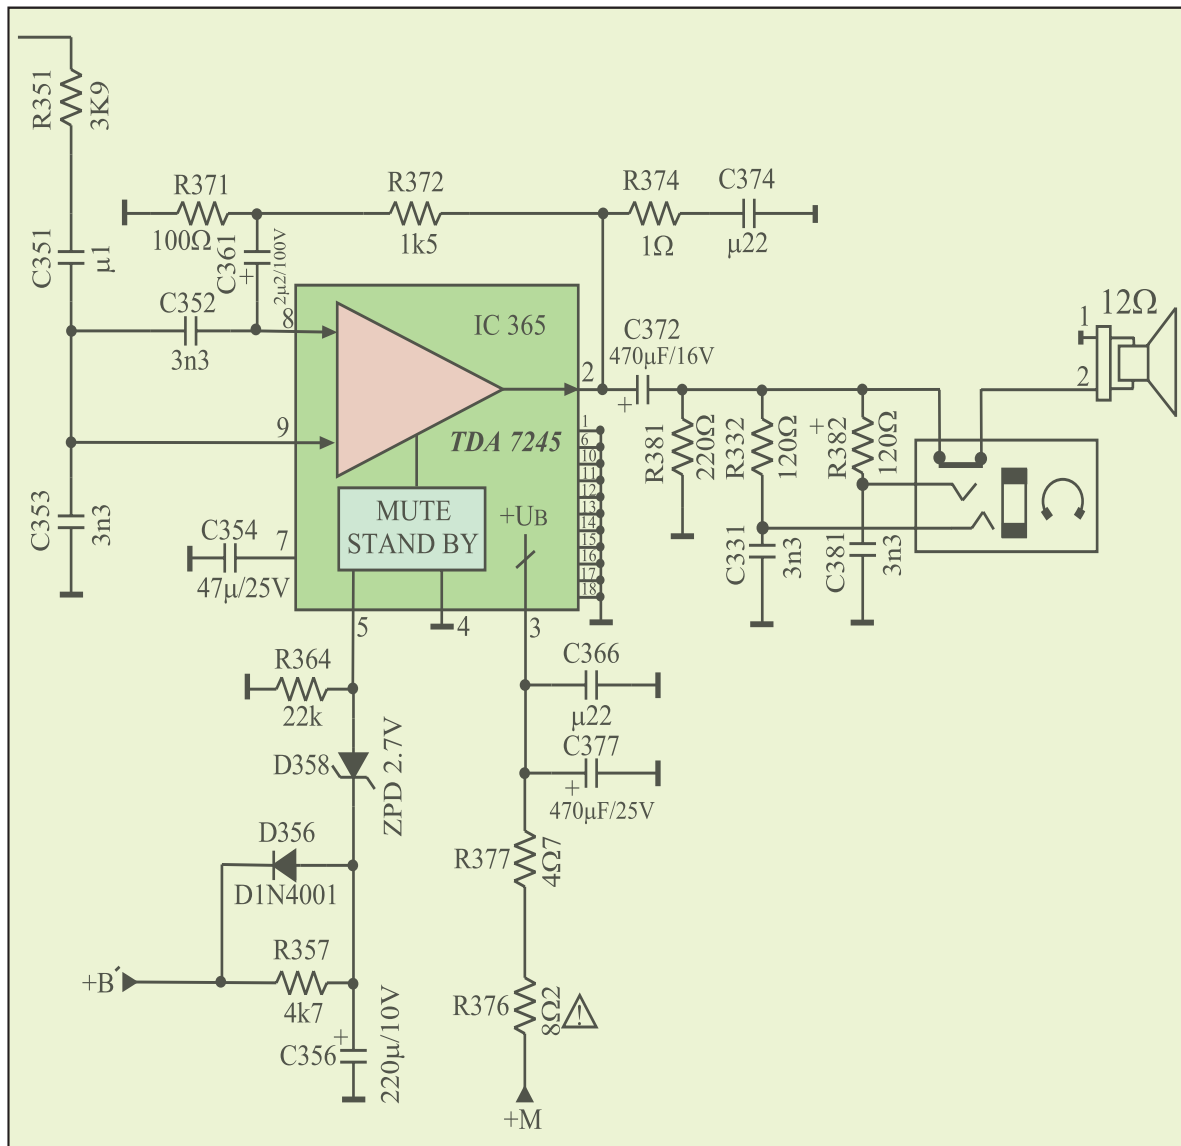 R351
3K9
C351
µ1
R371
100Ω
C361
+
2µ2/100V
R372
1k5
R374
1Ω
C374
µ22
C352
3n3
8
IC 365
9
TDA 7245
2
C372
470µF/16V
+
12Ω
1
2
R381
220Ω
R332
120Ω
+
R382
120Ω
1
6
10
11
12
13
14
15
16
17
18
C353
3n3
C354
47µ/25V
7
MUTE
STAND BY
+UB
C331
3n3
C381
3n3
5
4
3
R364
22k
C366
µ22
D358
ZPD 2.7V
C377
+
470µF/25V
D356
D1N4001
R377
4Ω7
R357
4k7
+B´
R376
8Ω2
!
+
C356
220µ/10V
+M